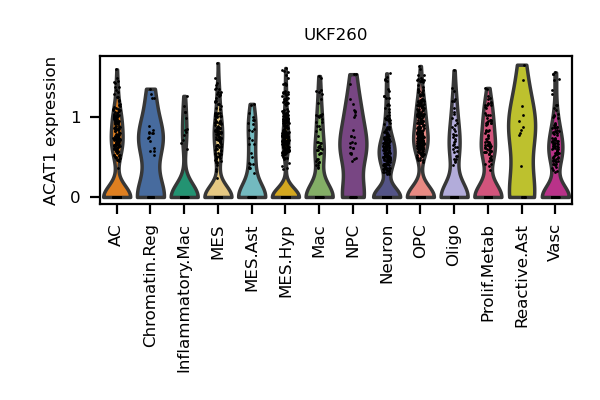 UKF260
ACAT1 expression
1
0
AC
Chromatin.Reg
Inflammatory.Mac
MES
MES.Ast
MES.Hyp
Mac
NPC
Neuron
OPC
Oligo
Prolif.Metab
Reactive.Ast
Vasc